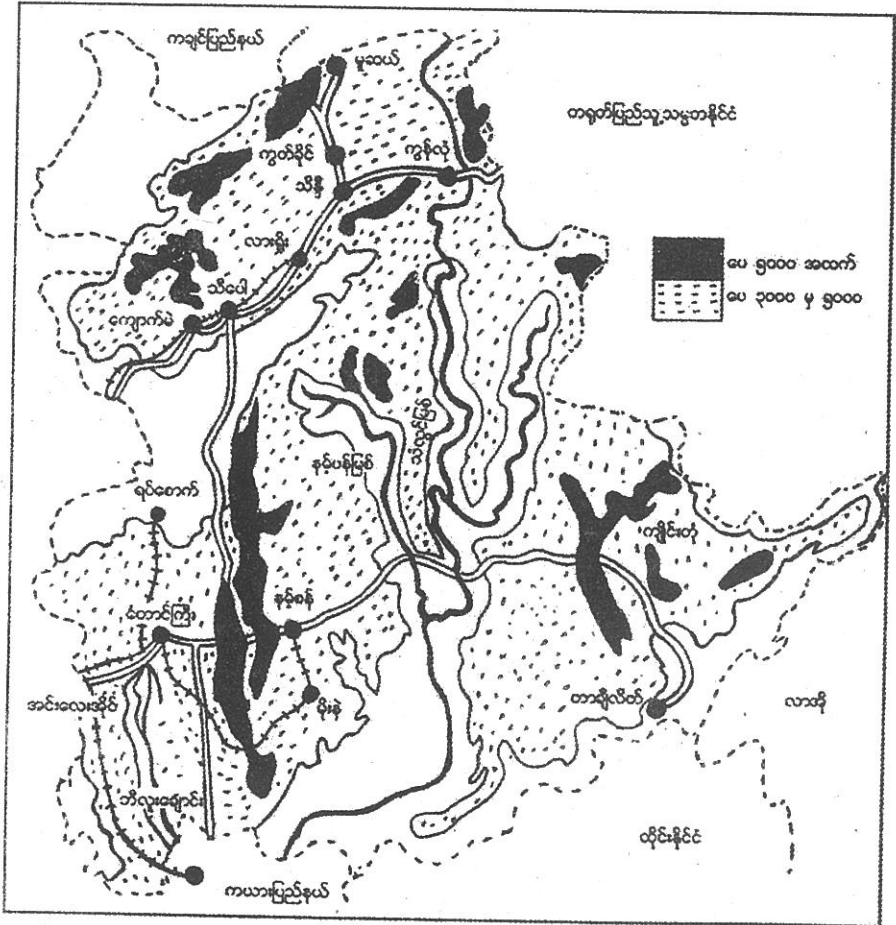 ကချင်ပြည်နယ်
မူဆယ်
တရုတ်ပြည်သူ့သမ္မတနိုင်ငံ
ကွတ်ခိုင်
ကွန်လုံ
သိန္နီ
လားရှိုး
သီပေါ
ကျောက်မဲ
ပေ ၅၀၀၀ အထက်
ပေ ၃၀၀၀ မှ ၅၀၀၀
သံလွင်မြစ်
နမ့်ပန်မြစ်
ရပ်စောက်
ကျိုင်းတုံ
နမ့်စန်
တောင်ကြီး
မိုးနဲ
အင်းလေးအိုင်
တာချီလိတ်
လာအို
ဘီလူးချောင်း
ထိုင်းနိုင်ငံ
ကယားပြည်နယ်